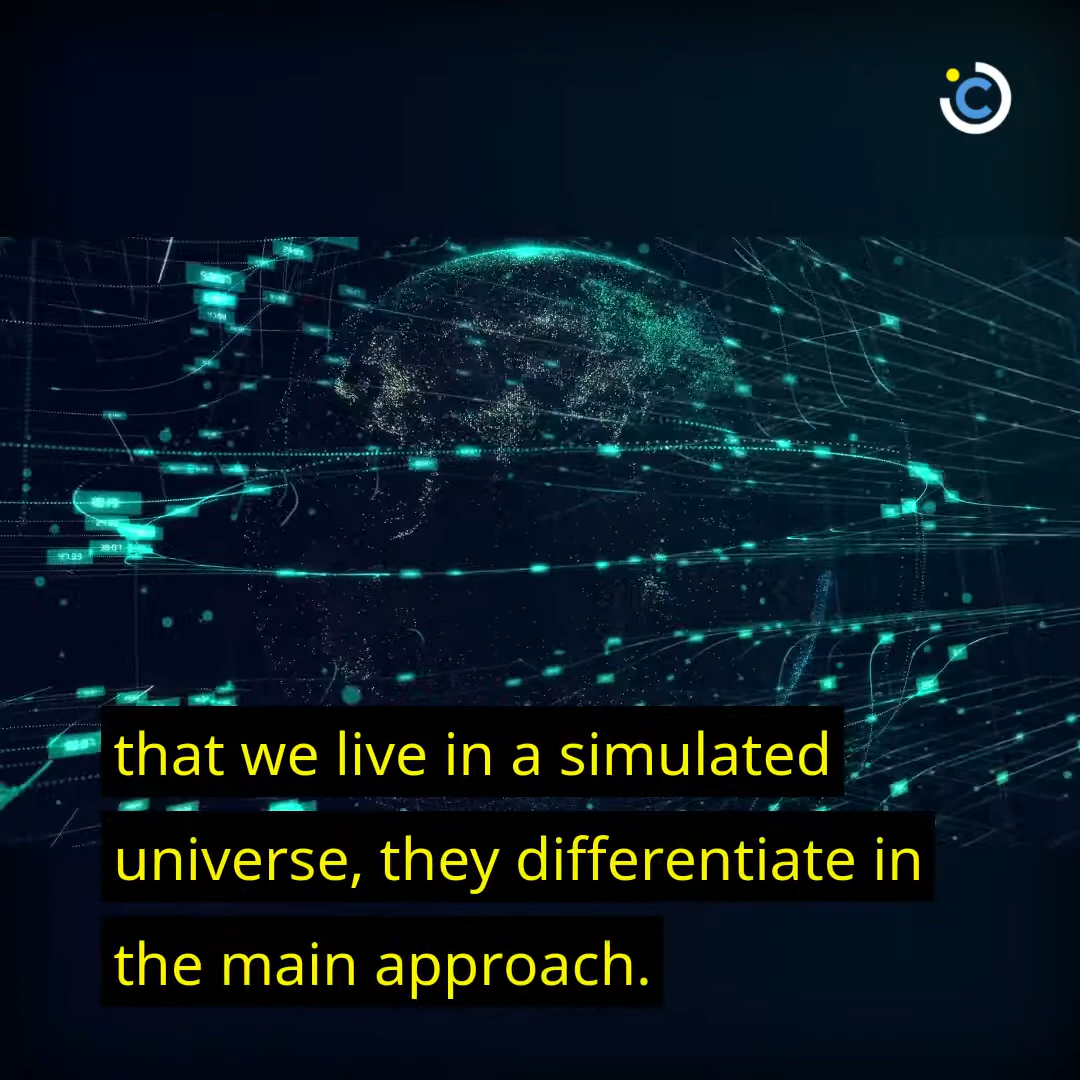 C
that we live in a simulated
universe, they differentiate in
the main approach.